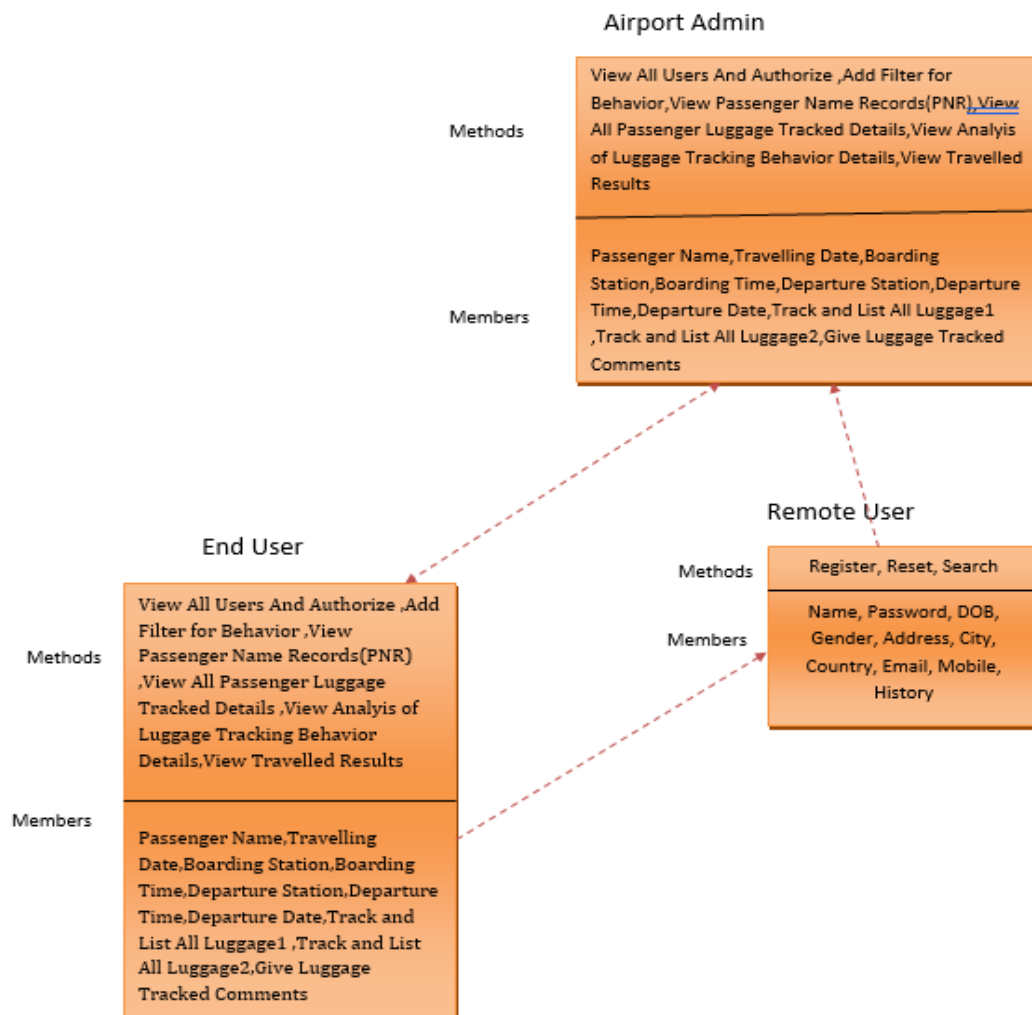 Airport Admin
Methods
View All Users And Authorize ,Add Filter for
Behavior,View Passenger Name Records(PNR),View
All Passenger Luggage Tracked Details,View Analyis
of Luggage Tracking Behavior Details,View Travelled
Results
Members
Passenger Name,Travelling Date,Boarding
Station,Boarding Time,Departure Station,Departure
Time,Departure Date,Track and List All Luggage1
,Track and List All Luggage2,Give Luggage Tracked
Comments
End User
Methods
View All Users And Authorize ,Add
Filter for Behavior ,View
Passenger Name Records(PNR)
,View All Passenger Luggage
Tracked Details ,View Analyis of
Luggage Tracking Behavior
Details,View Travelled Results
Members
Passenger Name,Travelling
Date,Boarding Station,Boarding
Time,Departure Station,Departure
Time,Departure Date,Track and
List All Luggage1 ,Track and List
All Luggage2,Give Luggage
Tracked Comments
Remote User
Methods
Register, Reset, Search
Members
Name, Password, DOB,
Gender, Address, City,
Country, Email, Mobile,
History